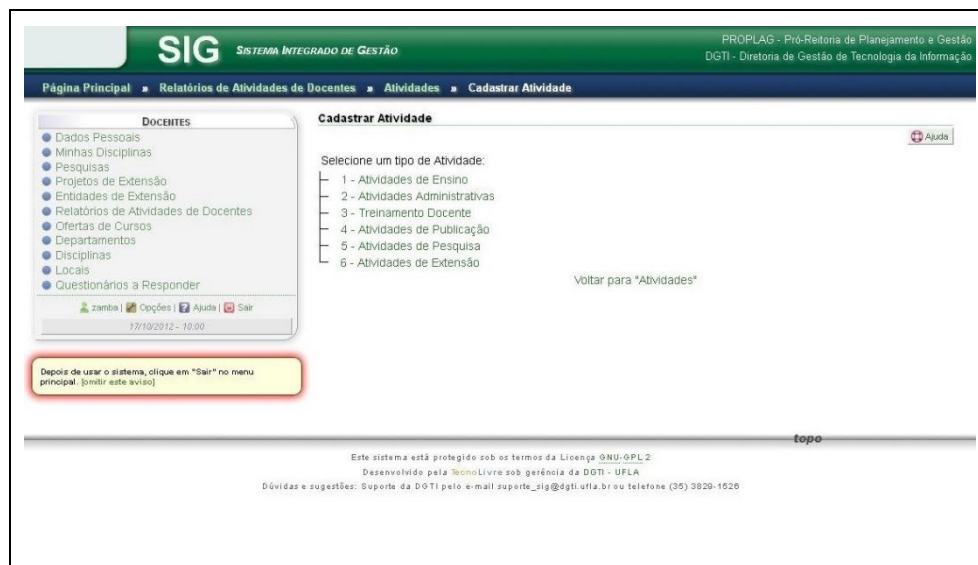 SIG SISTEMA INTEGRADO DE GESTÃO
PROPLAG - Pró-Reitoria de Planejamento e Gestão
DGTI - Diretoria de Gestão de Tecnologia da Informação
Página Principal » Relatórios de Atividades de Docentes » Atividades » Cadastrar Atividade
DOCENTES
Dados Pessoais
Minhas Disciplinas
Pesquisas
Projetos de Extensão
Entidades de Extensão
Relatórios de Atividades de Docentes
Ofertas de Cursos
Departamentos
Disciplinas
Locais
Questionários a Responder
zamba | Opções | Ajuda | Sair
17/10/2012 - 10:00
Depois de usar o sistema, clique em "Sair" no menu
principal. [omitir este aviso]
Cadastrar Atividade
Ajuda
Selecione um tipo de Atividade:
1 - Atividades de Ensino
2 - Atividades Administrativas
3 - Treinamento Docente
4 - Atividades de Publicação
5 - Atividades de Pesquisa
6 - Atividades de Extensão
Voltar para "Atividades"
topo
Este sistema está protegido sob os termos da Licença GNU-GPL 2
Desenvolvido pela TecnoLivre sob gerência da DGTI - UFLA
Dúvidas e sugestões: Suporte da DGTI pelo e-mail suporte_sig@dgti.ufla.br ou telefone (35) 3829-1526